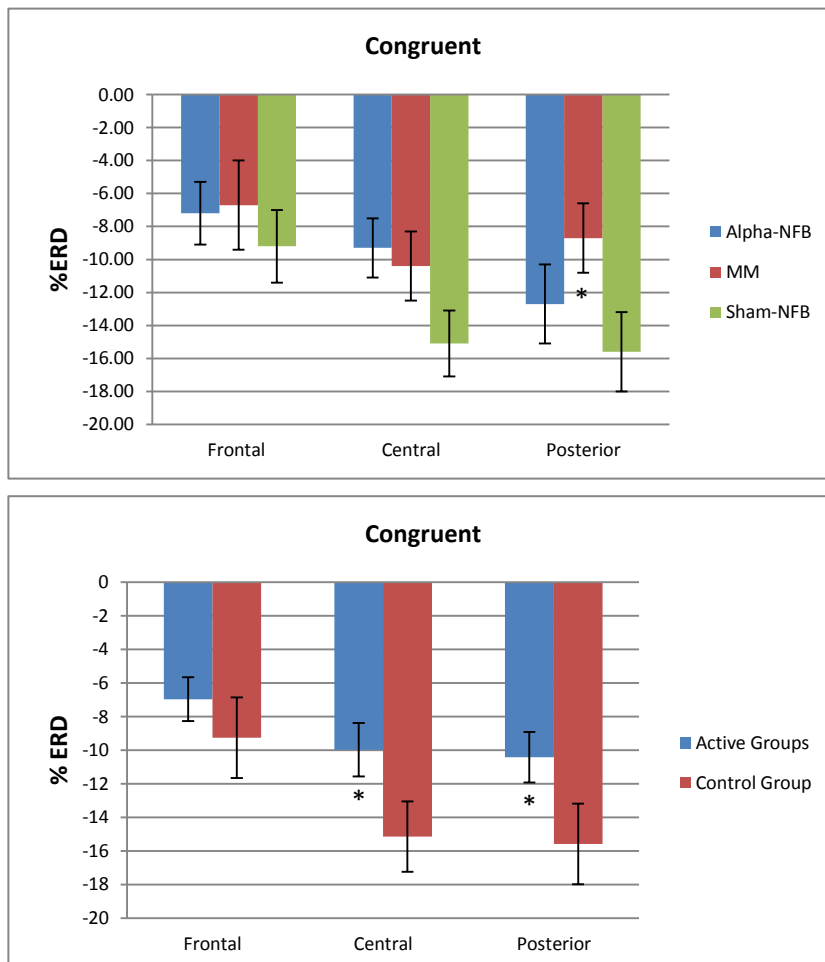 Congruent
0.00
-2.00
-4.00
-6.00
-8.00
-10.00
-12.00
-14.00
-16.00
-18.00
-20.00
%ERD
Frontal Central Posterior
*
Alpha-NFB
MM
Sham-NFB
Congruent
0
-2
-4
-6
-8
-10
-12
-14
-16
-18
-20
% ERD
Frontal Central Posterior
* *
Active Groups
Control Group